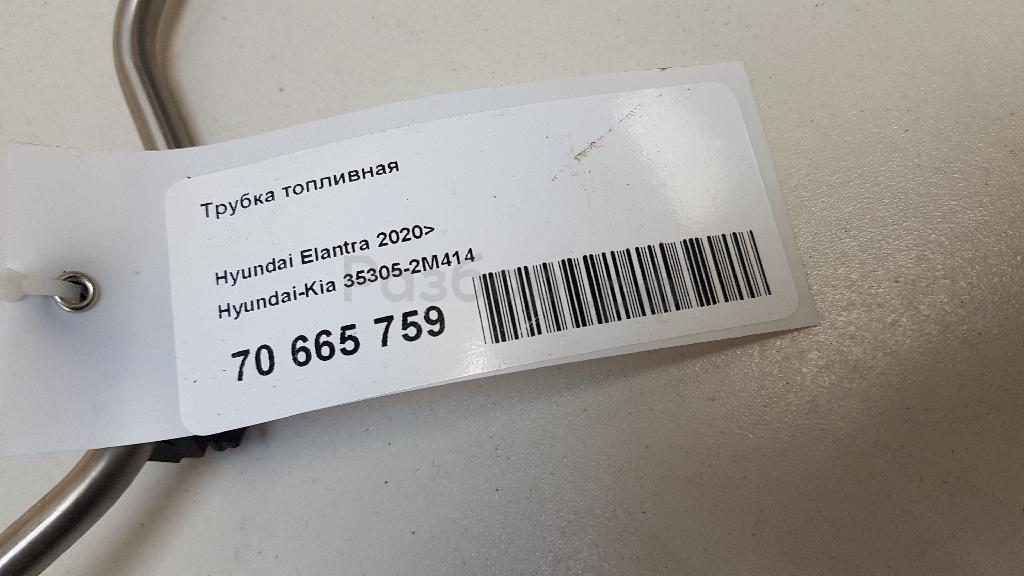 Трубка топливная
Hyundai Elantra 2020>
Hyundai-Kia 35305-2M414
70 665 759